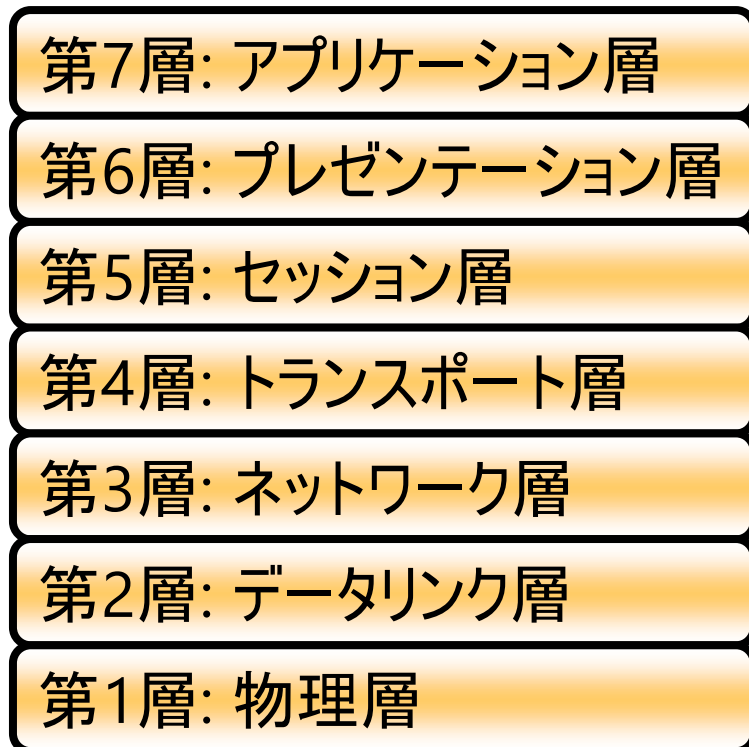 第7層: アプリケーション層
第6層: プレゼンテーション層
第5層: セッション層
第4層: トランスポート層
第3層: ネットワーク層
第2層: データリンク層
第1層: 物理層